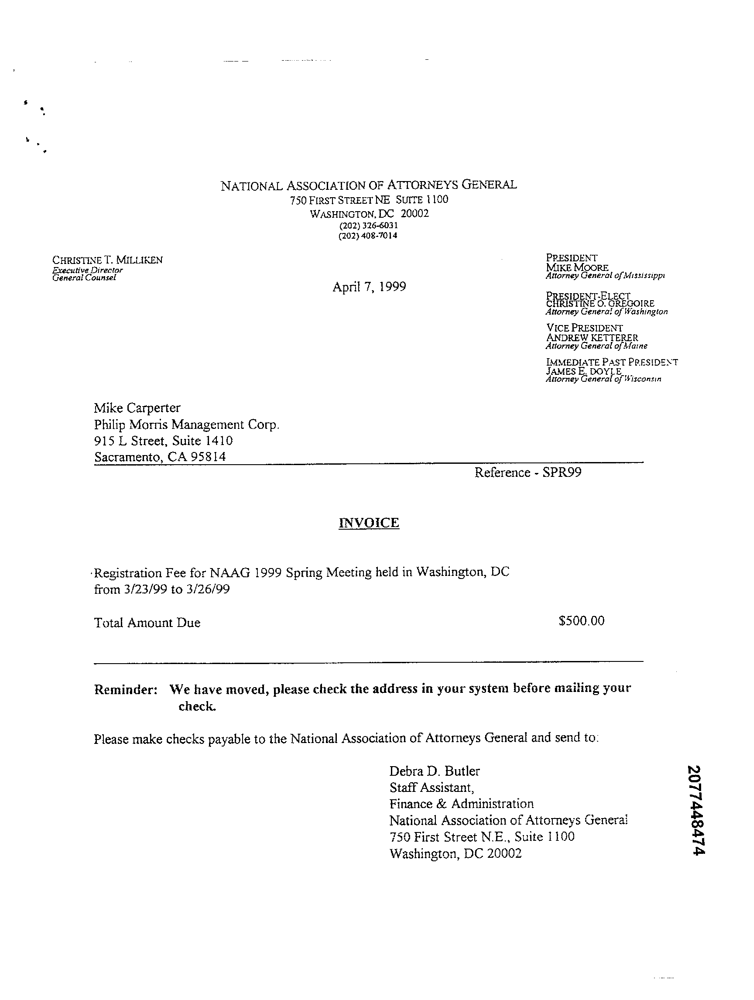 NATIONAL ASSOCIATION OF ATTORNEYS GENERAL
750 FIRST STREET NE SUITE 1100
WASHINGTON, DC 20002
(202) 326-6031
(202) 408-7014
CHRISTINE T. MILLIKEN
Executive Director
General Counsel
April 7, 1999
PRESIDENT
MIKE MOORE
Attorney General of Mississippi
PRESIDENT-ELECT
CHRISTINE O. GREGOIRE
Attorney General of Washington
VICE PRESIDENT
ANDREW KETTERER
Attorney General of Maine
IMMEDIATE PAST PRESIDENT
JAMES E. DOYLE
Attorney General of Wisconsin
Mike Carperter
Philip Morris Management Corp.
915 L Street, Suite 1410
Sacramento, CA 95814
Reference - SPR99
INVOICE
Registration Fee for NAAG 1999 Spring Meeting held in Washington, DC
from 3/23/99 to 3/26/99
Total Amount Due $500.00
Reminder: We have moved, please check the address in your system before mailing your
check.
Please make checks payable to the National Association of Attorneys General and send to:
Debra D. Butler
Staff Assistant,
Finance & Administration
National Association of Attorneys General
750 First Street N.E., Suite 1100
Washington, DC 20002
2077448474